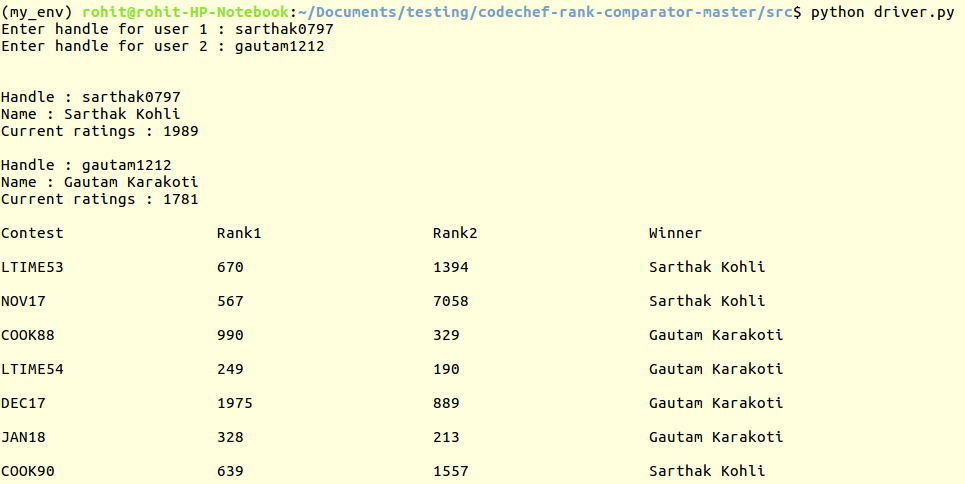 (my_env) rohit@rohit-HP-Notebook:~/Documents/testing/codechef-rank-comparator-master/src$ python driver.py
Enter handle for user 1 : sarthak0797
Enter handle for user 2 : gautam1212
Handle : sarthak0797
Name : Sarthak Kohli
Current ratings : 1989
Handle : gautam1212
Name : Gautam Karakoti
Current ratings : 1781
Contest Rank1 Rank2 Winner
LTIME53 670 1394 Sarthak Kohli
NOV17 567 7058 Sarthak Kohli
COOK88 990 329 Gautam Karakoti
LTIME54 249 190 Gautam Karakoti
DEC17 1975 889 Gautam Karakoti
JAN18 328 213 Gautam Karakoti
COOK90 639 1557 Sarthak Kohli